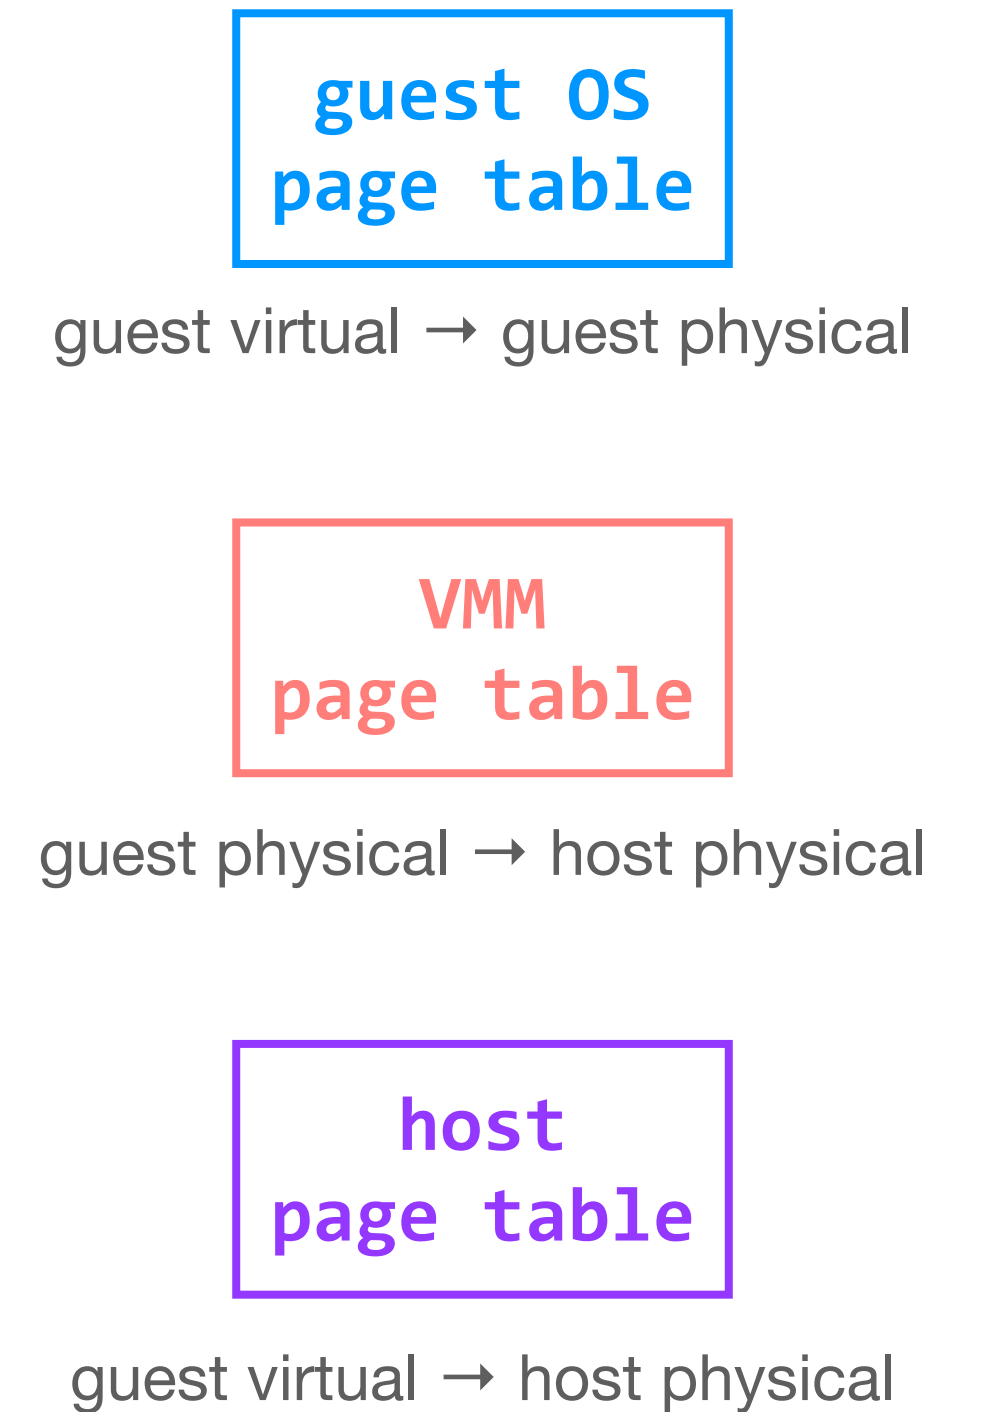 guest OS
page table
guest virtual → guest physical
VMM
page table
guest physical → host physical
host
page table
guest virtual → host physical